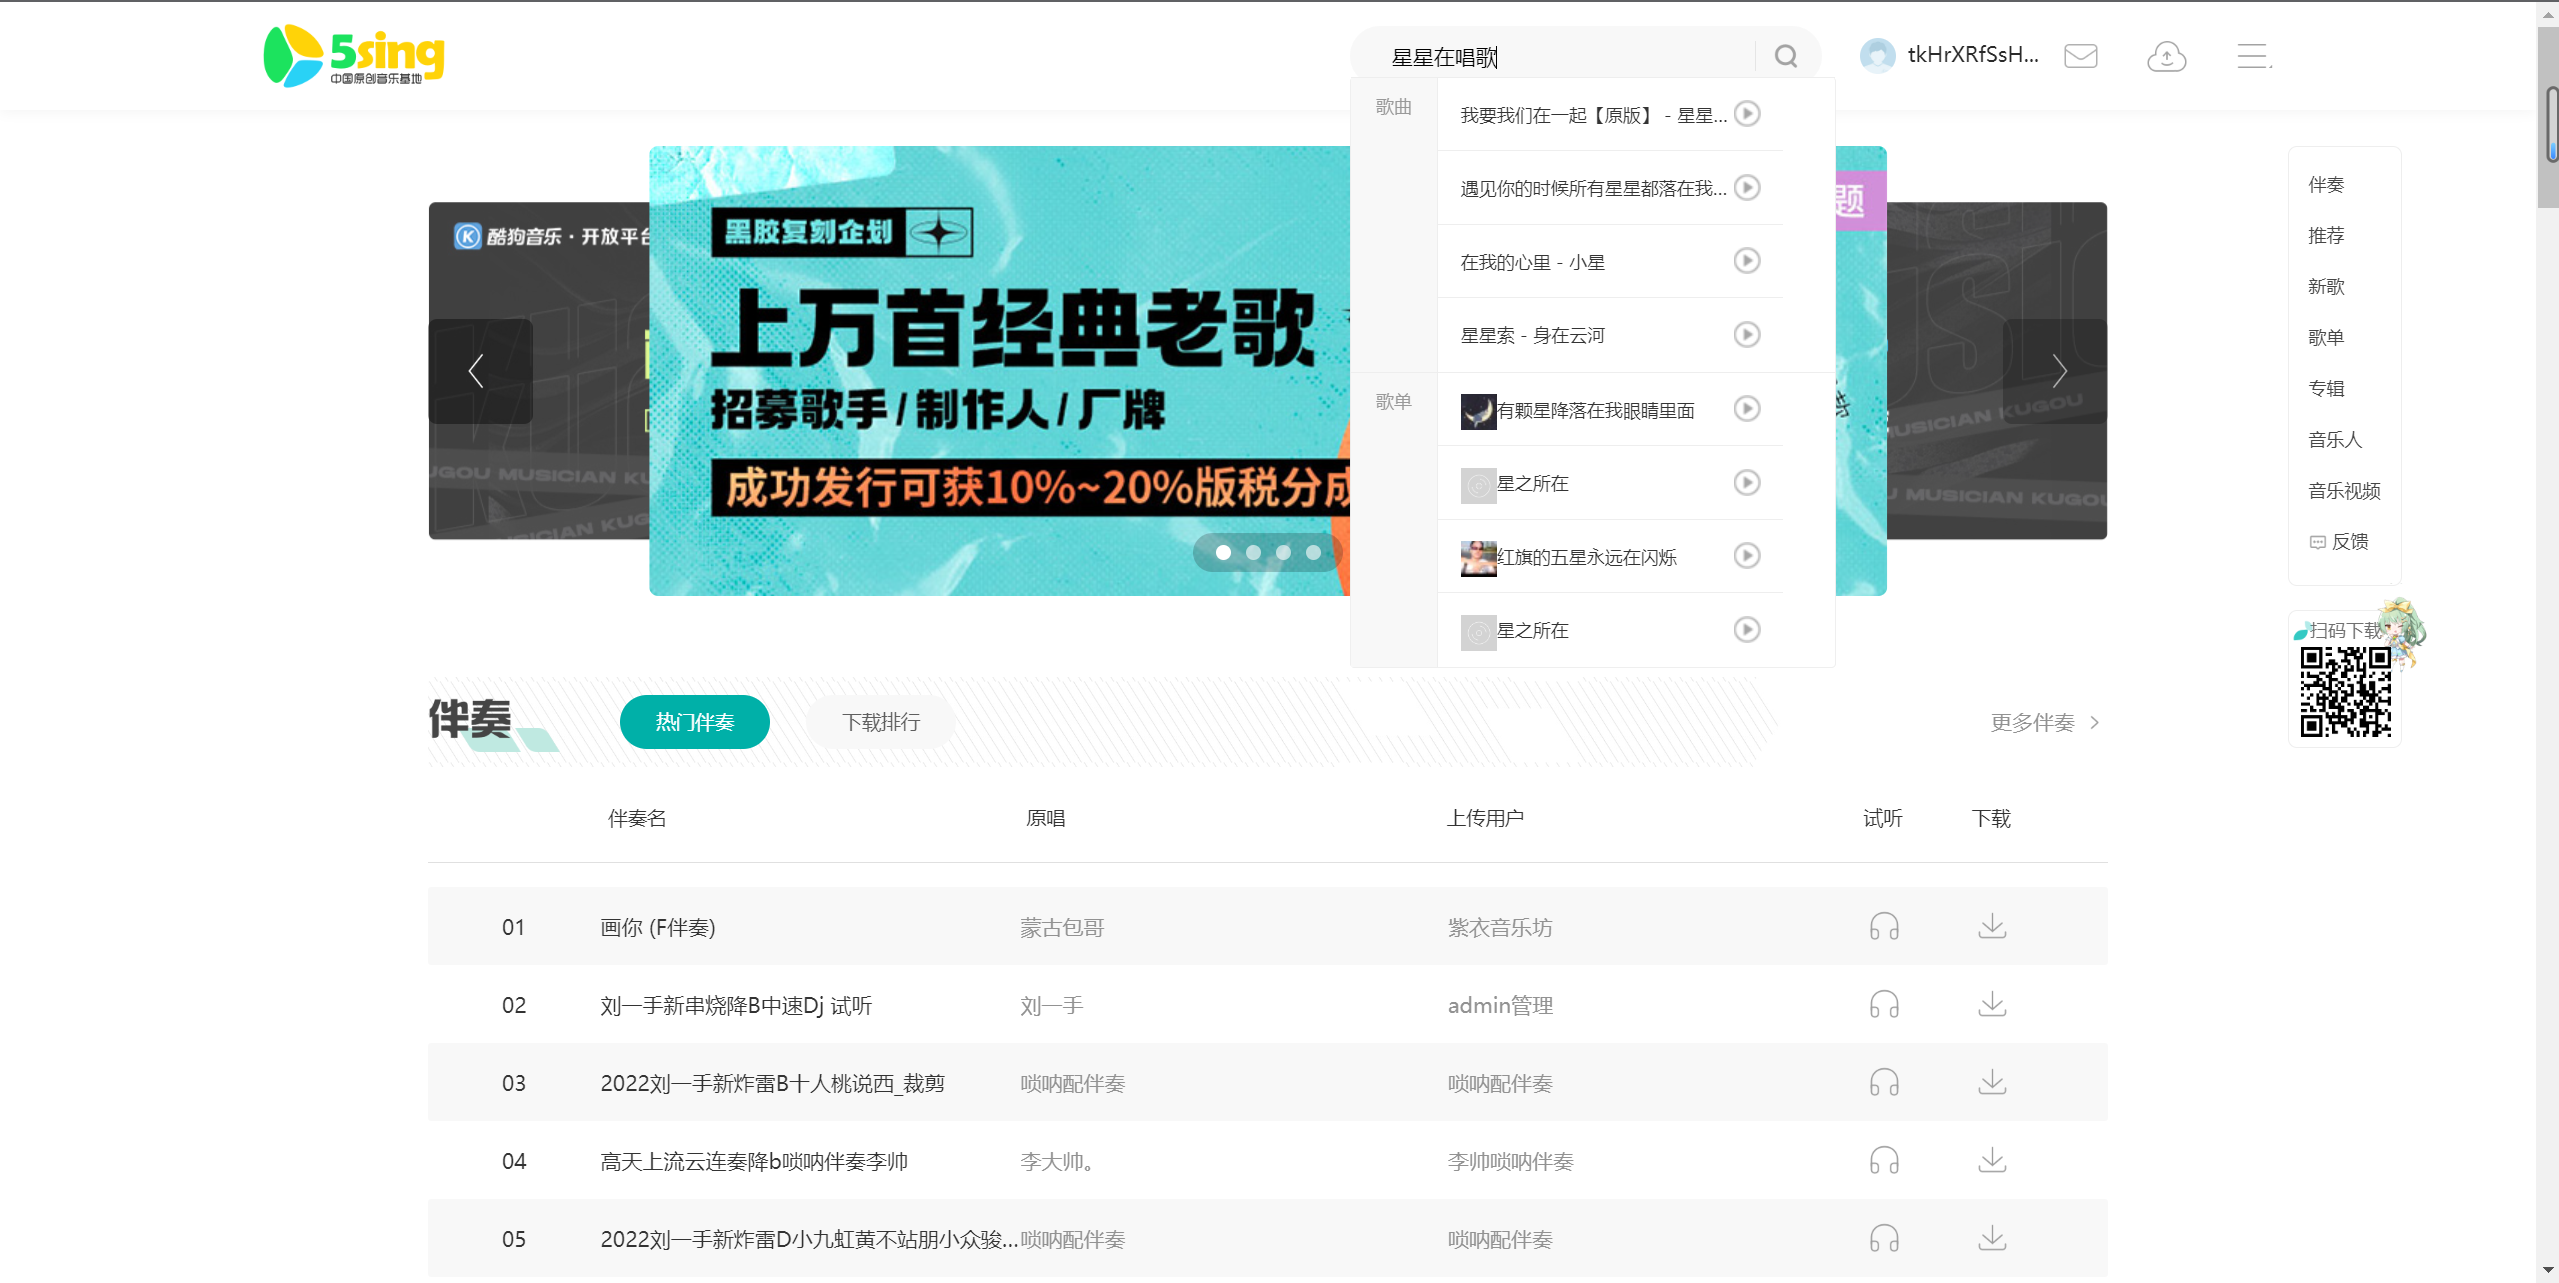 5sing
中国原创音乐基地
星星在唱歌
tkHrXRfSsH...
歌曲
我要我们在一起【原版】 - 星星...
遇见你的时候所有星星都落在我...
在我的心里 - 小星
星星索 - 身在云河
歌单
有颗星降落在我眼睛里面
星之所在
红旗的五星永远在闪烁
星之所在
酷狗音乐·开放平台
KUGOU MUSICIAN KU
MUSICIAN KUG
黑胶复刻企划
上万首经典老歌
招募歌手/制作人/厂牌
成功发行可获10%~20%版税分成
题
MUSICIAN KUGOU
MUSICIAN KUGOU
伴奏
推荐
新歌
歌单
专辑
音乐人
音乐视频
反馈
扫码下载
伴奏
热门伴奏
下载排行
更多伴奏 >
伴奏名 原唱 上传用户 试听 下载
01 画你 (F伴奏) 蒙古包哥 紫衣音乐坊
02 刘一手新串烧降B中速Dj 试听 刘一手 admin管理
03 2022刘一手新炸雷B十人桃说西_裁剪 唢呐配伴奏 唢呐配伴奏
04 高天上流云连奏降b唢呐伴奏李帅 李大帅。 李帅唢呐伴奏
05 2022刘一手新炸雷D小九虹黄不站朋小众骏... 唢呐配伴奏 唢呐配伴奏